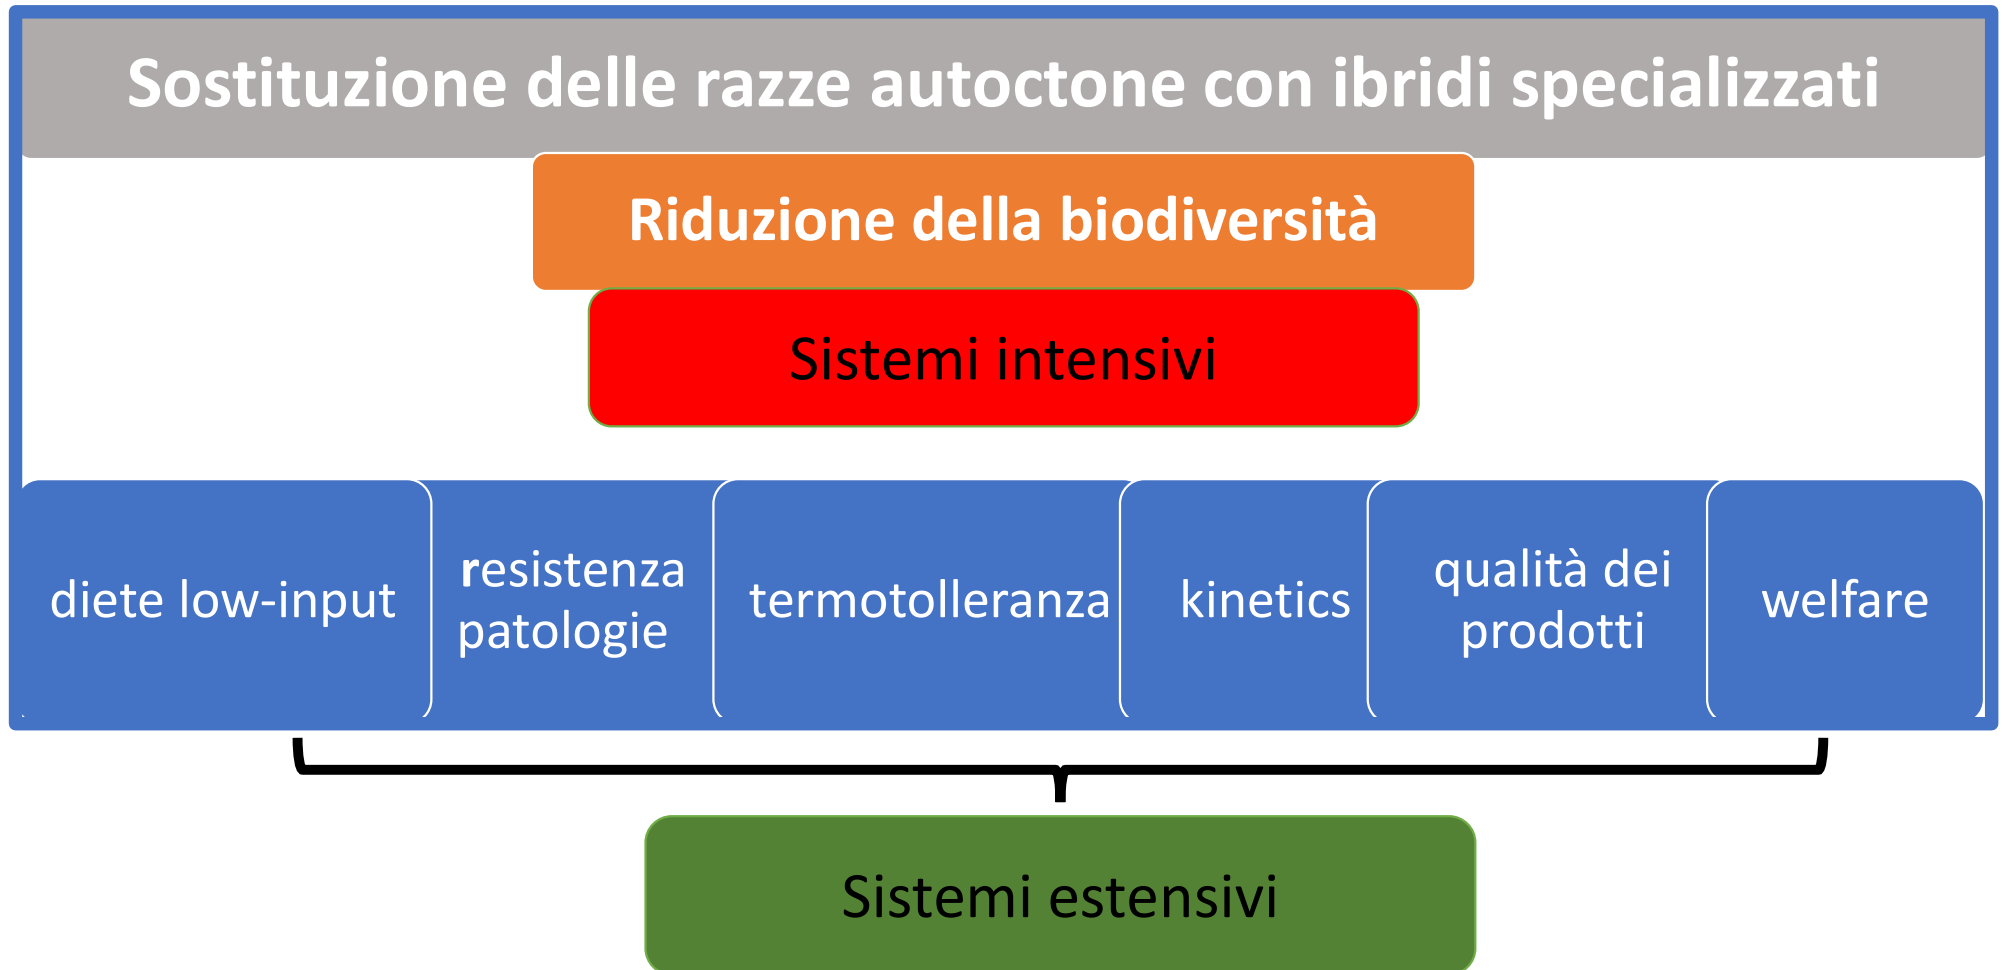 Sostituzione delle razze autoctone con ibridi specializzati
Riduzione della biodiversità
Sistemi intensivi
diete low-input
resistenza
patologie
termotolleranza
kinetics
qualità dei
prodotti
welfare
Sistemi estensivi